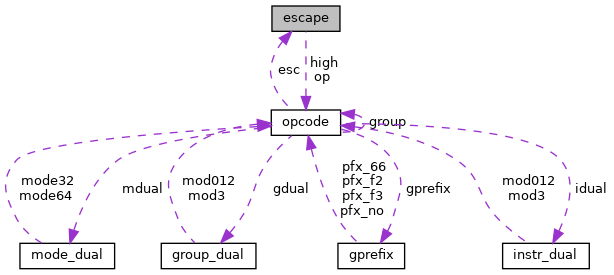 escape
high
op
esc
opcode
group
mode32
mode64
mdual
mod012
mod3
gdual
pfx_66
pfx_f2
pfx_f3
pfx_no
gprefix
mod012
mod3
idual
mode_dual
group_dual
gprefix
instr_dual